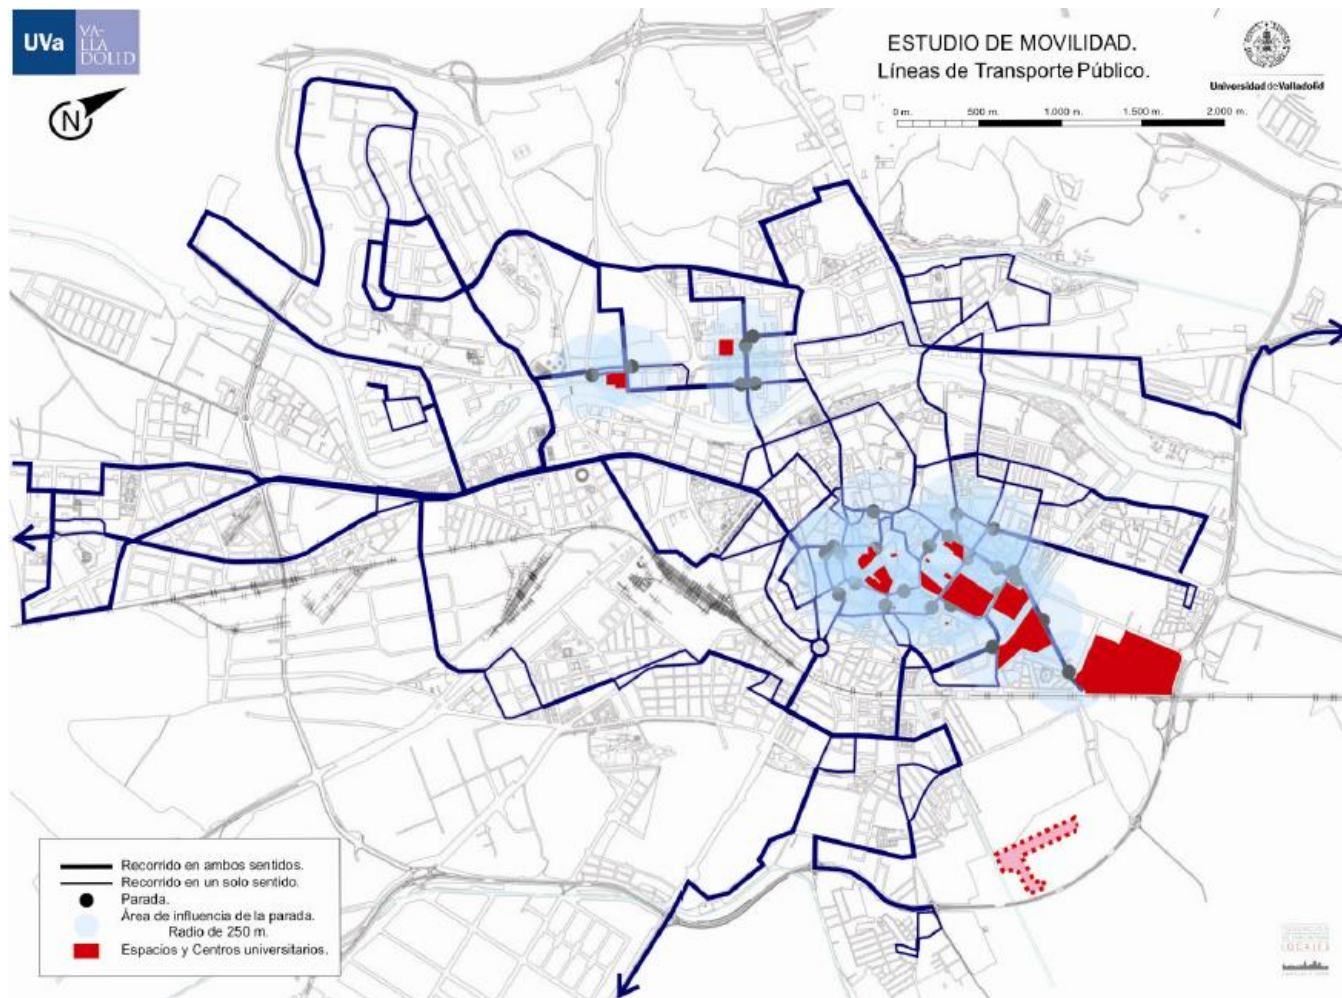 UVa
VA-
LLA
DOLID
N
ESTUDIO DE MOVILIDAD.
Líneas de Transporte Público.
Universidad de Valladolid
0 m. 500 m. 1.000 m. 1.500 m. 2.000 m.
Recorrido en ambos sentidos.
Recorrido en un solo sentido.
Parada.
Área de influencia de la parada.
Radio de 250 m.
Espacios y Centros universitarios.
LOCALES